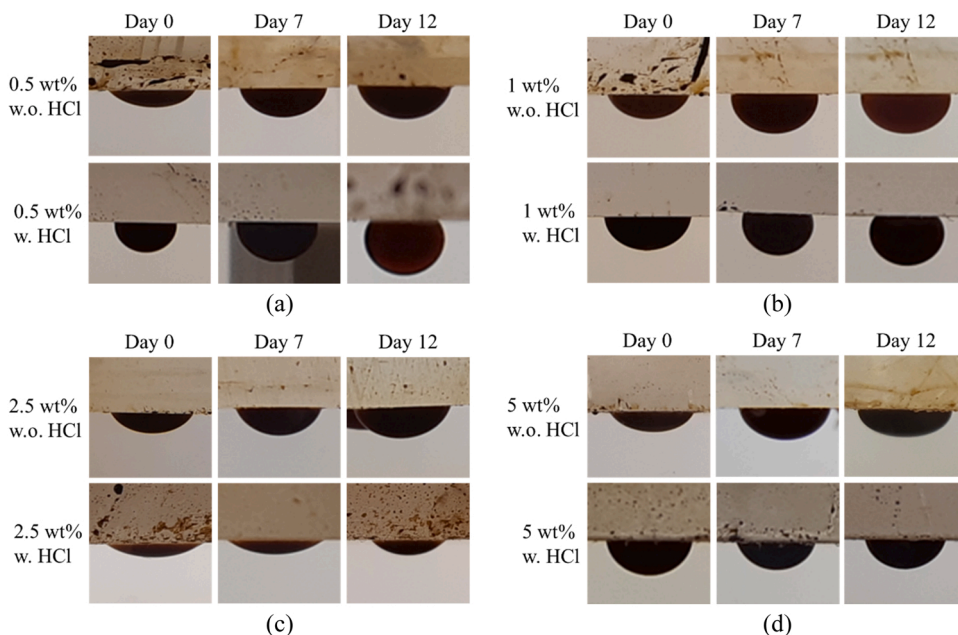 Day 0 Day 7 Day 12
0.5 wt%
w.o. HCl
0.5 wt%
w. HCl
(a)
Day 0 Day 7 Day 12
1 wt%
w.o. HCl
1 wt%
w. HCl
(b)
Day 0 Day 7 Day 12
2.5 wt%
w.o. HCl
2.5 wt%
w. HCl
(c)
Day 0 Day 7 Day 12
5 wt%
w.o. HCl
5 wt%
w. HCl
(d)